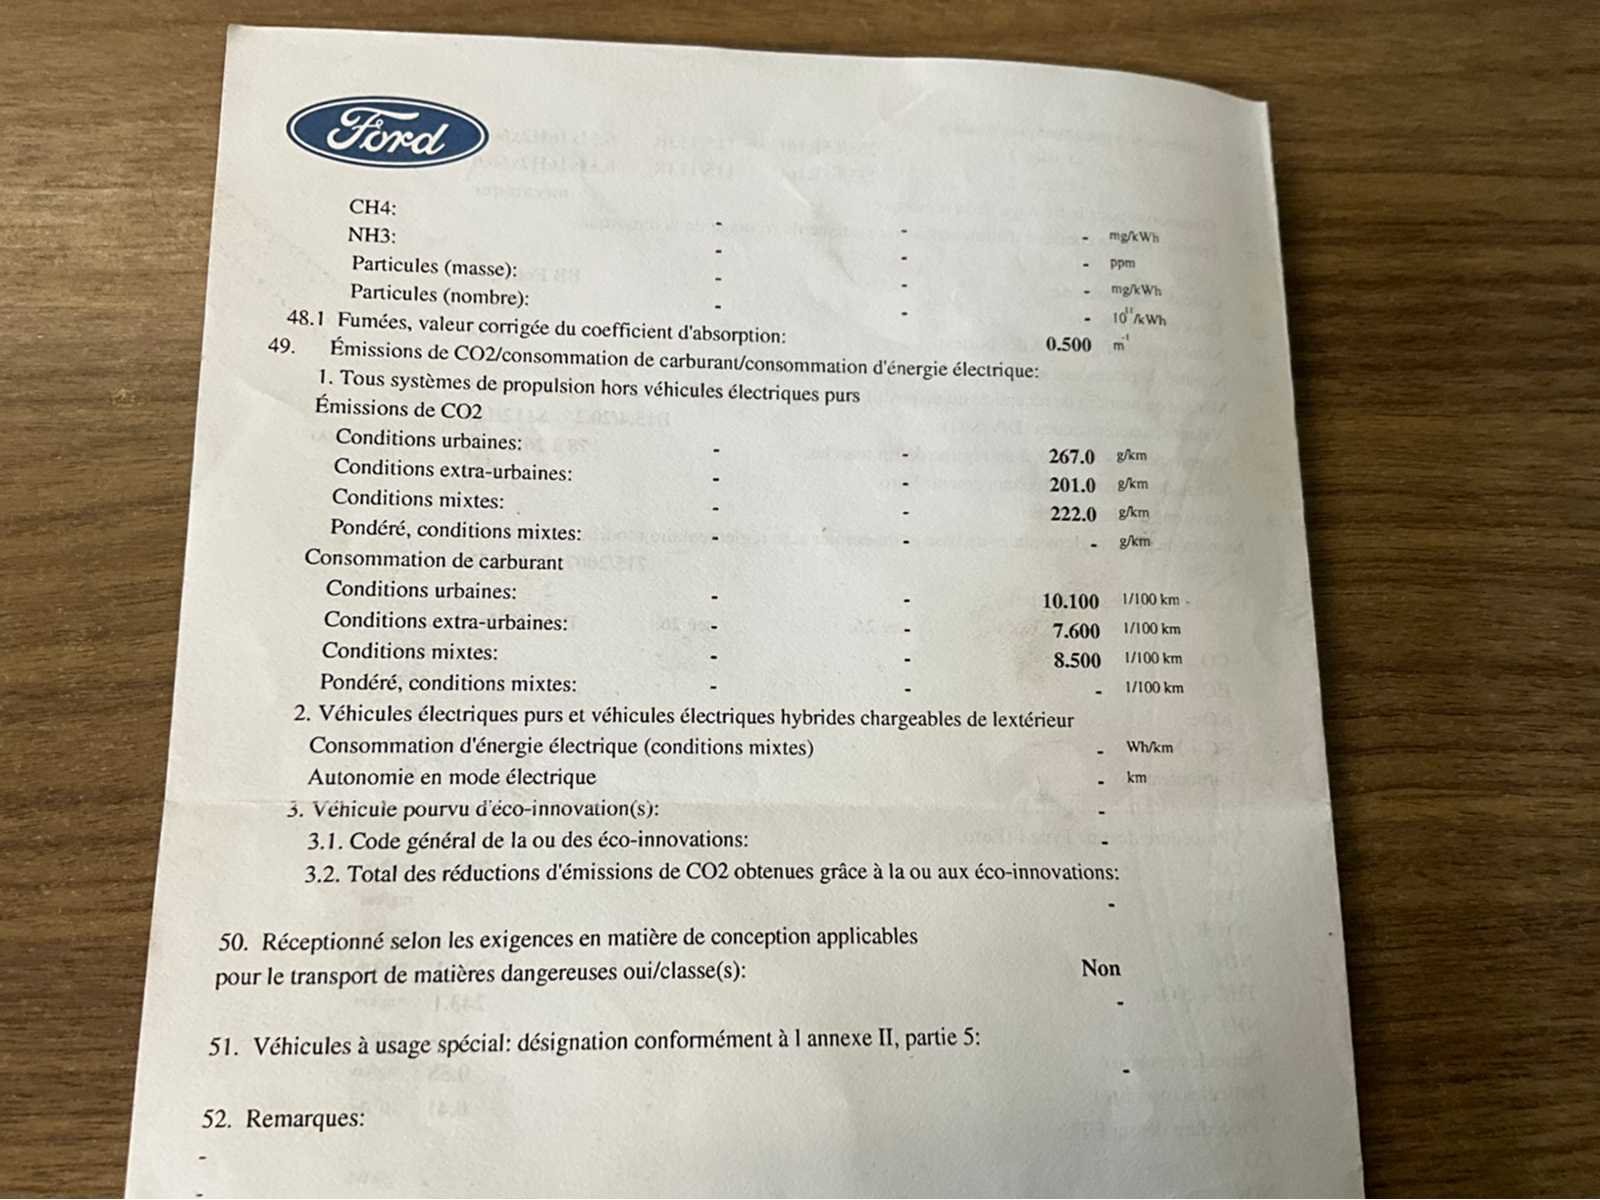 Ford
CH4: - - - mg/kWh
NH3: - - - ppm
Particules (masse): - - - mg/kWh
Particules (nombre): - - - 10¹¹/kWh
48.1 Fumées, valeur corrigée du coefficient d'absorption: 0.500 m⁻¹
49. Émissions de CO2/consommation de carburant/consommation d'énergie électrique:
1. Tous systèmes de propulsion hors véhicules électriques purs
Émissions de CO2
Conditions urbaines: - - 267.0 g/km
Conditions extra-urbaines: - - 201.0 g/km
Conditions mixtes: - - 222.0 g/km
Pondéré, conditions mixtes: - - - g/km
Consommation de carburant
Conditions urbaines: - - 10.100 1/100 km
Conditions extra-urbaines: - - 7.600 1/100 km
Conditions mixtes: - - 8.500 1/100 km
Pondéré, conditions mixtes: - - - 1/100 km
2. Véhicules électriques purs et véhicules électriques hybrides chargeables de lextérieur
Consommation d'énergie électrique (conditions mixtes) - Wh/km
Autonomie en mode électrique - km
3. Véhicule pourvu d'éco-innovation(s): -
3.1. Code général de la ou des éco-innovations: -
3.2. Total des réductions d'émissions de CO2 obtenues grâce à la ou aux éco-innovations:
-
50. Réceptionné selon les exigences en matière de conception applicables
pour le transport de matières dangereuses oui/classe(s): Non
-
51. Véhicules à usage spécial: désignation conformément à l annexe II, partie 5:
-
52. Remarques:
-
-